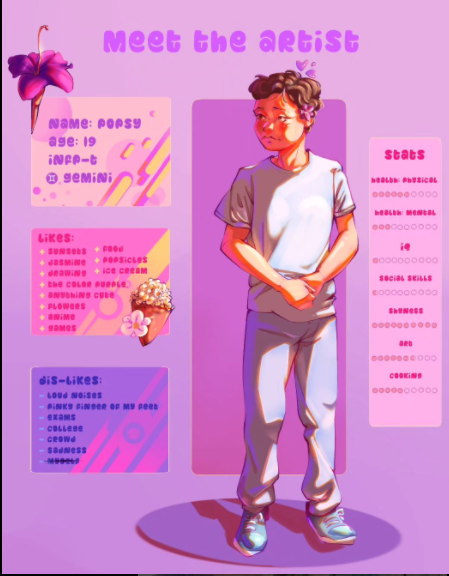 Meet the artist
Name: Popsy
age: 19
iNFP-t
♊ gemini
Likes:
+ sunsets
+ Jasmine
+ drawing
+ the color purple
+ anything cute
+ flowers
+ anime
+ games
+ food
+ popsicles
+ ice cream
dis-likes:
- Loud noises
- Pinky finger of my feet
- exams
- college
- crowd
- sadness
- myself
Stats
health: physical
health: mental
iq
social skills
shyness
art
cooking